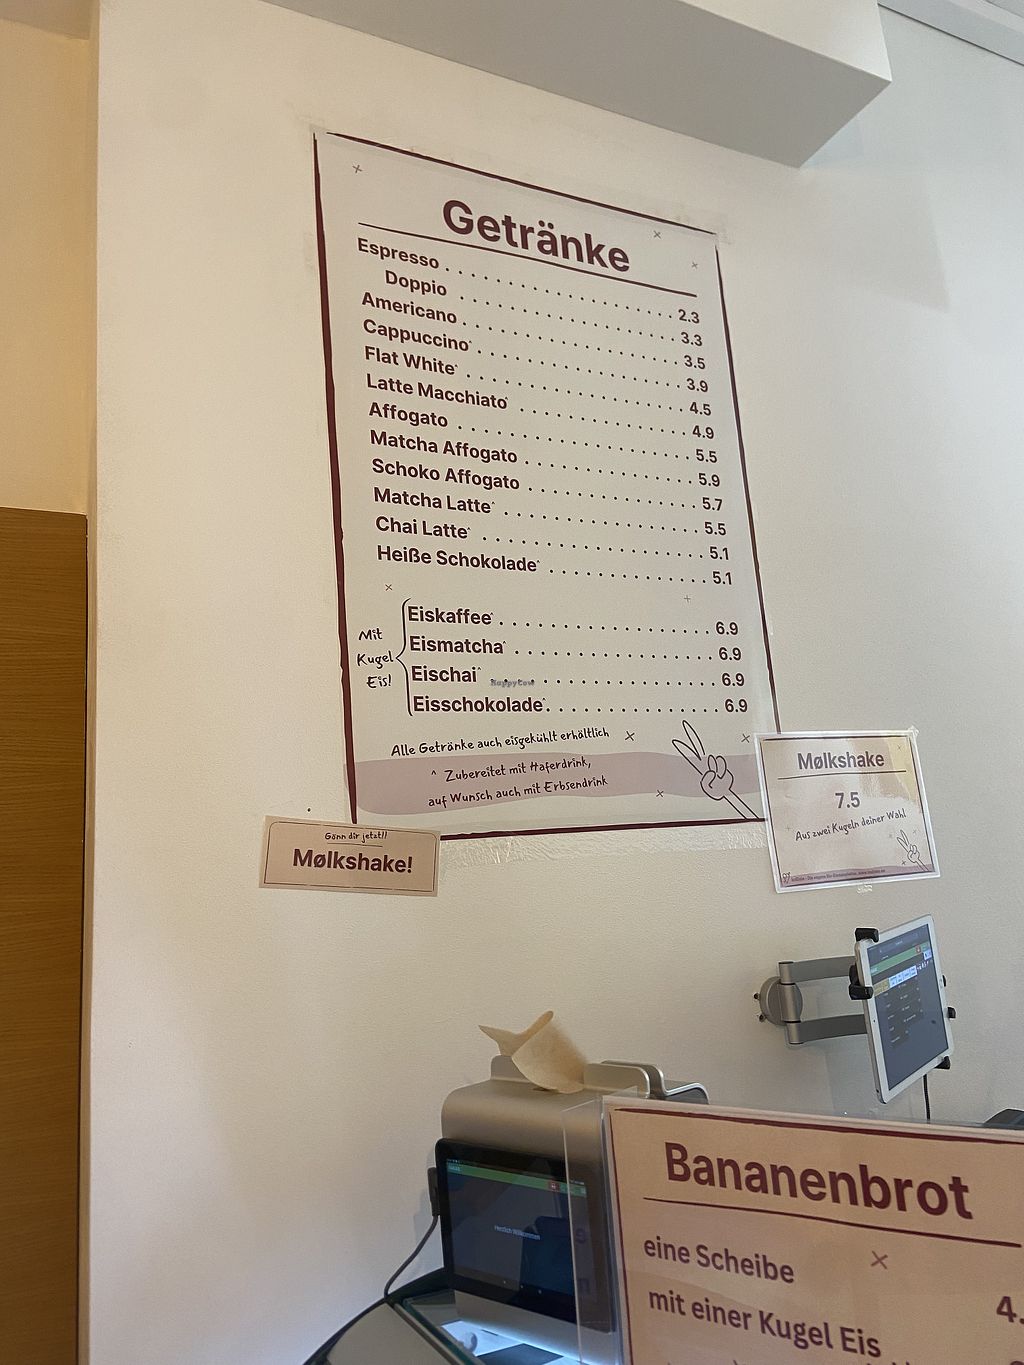 Getränke
Espresso 2.3
Doppio 3.3
Americano 3.5
Cappuccino^ 3.9
Flat White^ 4.5
Latte Macchiato^ 4.9
Affogato 5.5
Matcha Affogato 5.9
Schoko Affogato 5.7
Matcha Latte^ 5.5
Chai Latte^ 5.1
Heiße Schokolade^ 5.1
Mit
Kugel
Eis!
Eiskaffee^ 6.9
Eismatcha^ 6.9
Eischai^ 6.9
Eisschokolade^ 6.9
HappyCow
Alle Getränke auch eisgekühlt erhältlich
^ Zubereitet mit Haferdrink,
auf Wunsch auch mit Erbsendrink
Mølkshake
7.5
Aus zwei Kugeln deiner Wahl
Gönn dir jetzt!!
Mølkshake!
Herzlich Willkommen
Bananenbrot
eine Scheibe
mit einer Kugel Eis
4.